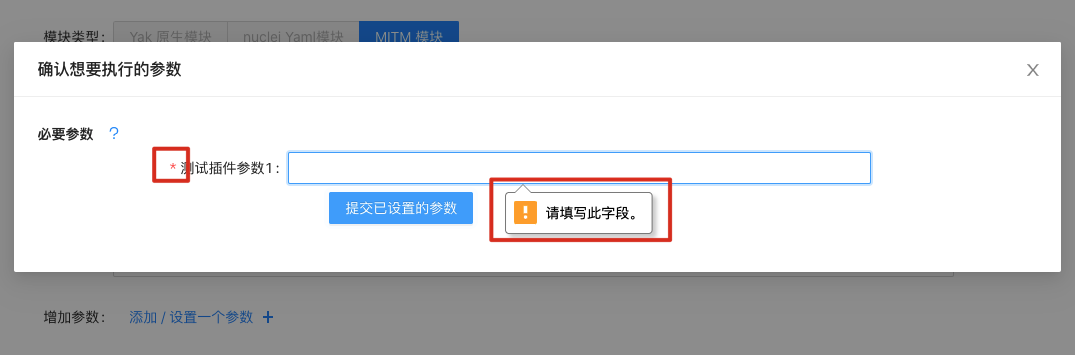 模块类型: Yak 原生模块 nuclei Yaml模块 MITM 模块
确认想要执行的参数 X
必要参数 ?
* 测试插件参数1:
提交已设置的参数 ! 请填写此字段。
增加参数: 添加 / 设置一个参数 +